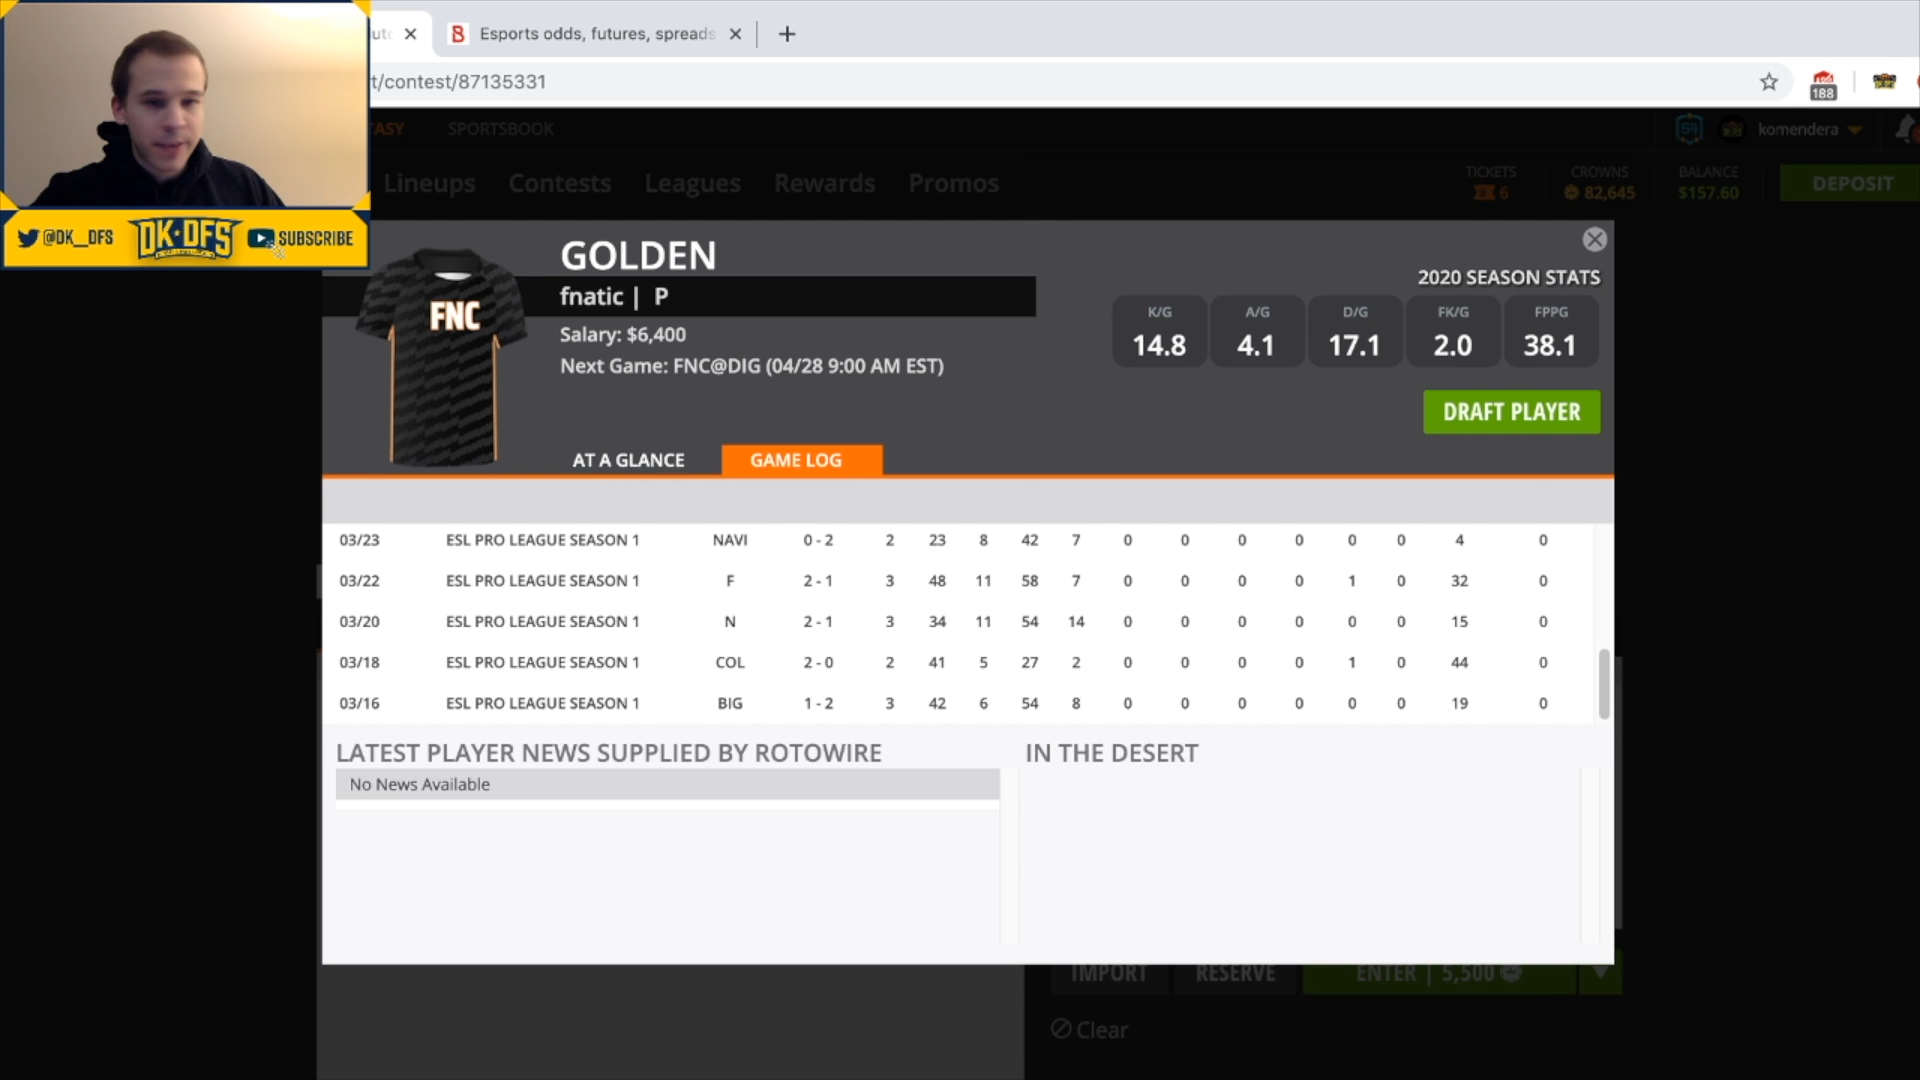 Esports odds, futures, spreads
t/contest/87135331
188
TASY SPORTSBOOK
54
komendera
Lineups Contests Leagues Rewards Promos
TICKETS 6
CROWNS 82,645
BALANCE $157.60
DEPOSIT
@DK__DFS DK★DFS SUBSCRIBE
GOLDEN
fnatic | P
FNC
Salary: $6,400
Next Game: FNC@DIG (04/28 9:00 AM EST)
2020 SEASON STATS
K/G A/G D/G FK/G FPPG
14.8 4.1 17.1 2.0 38.1
DRAFT PLAYER
AT A GLANCE GAME LOG
03/23 ESL PRO LEAGUE SEASON 1 NAVI 0 - 2 2 23 8 42 7 0 0 0 0 0 0 4 0
03/22 ESL PRO LEAGUE SEASON 1 F 2 - 1 3 48 11 58 7 0 0 0 0 1 0 32 0
03/20 ESL PRO LEAGUE SEASON 1 N 2 - 1 3 34 11 54 14 0 0 0 0 0 0 15 0
03/18 ESL PRO LEAGUE SEASON 1 COL 2 - 0 2 41 5 27 2 0 0 0 0 1 0 44 0
03/16 ESL PRO LEAGUE SEASON 1 BIG 1 - 2 3 42 6 54 8 0 0 0 0 0 0 19 0
LATEST PLAYER NEWS SUPPLIED BY ROTOWIRE
No News Available
IN THE DESERT
IMPORT RESERVE ENTER | 5,500
Clear